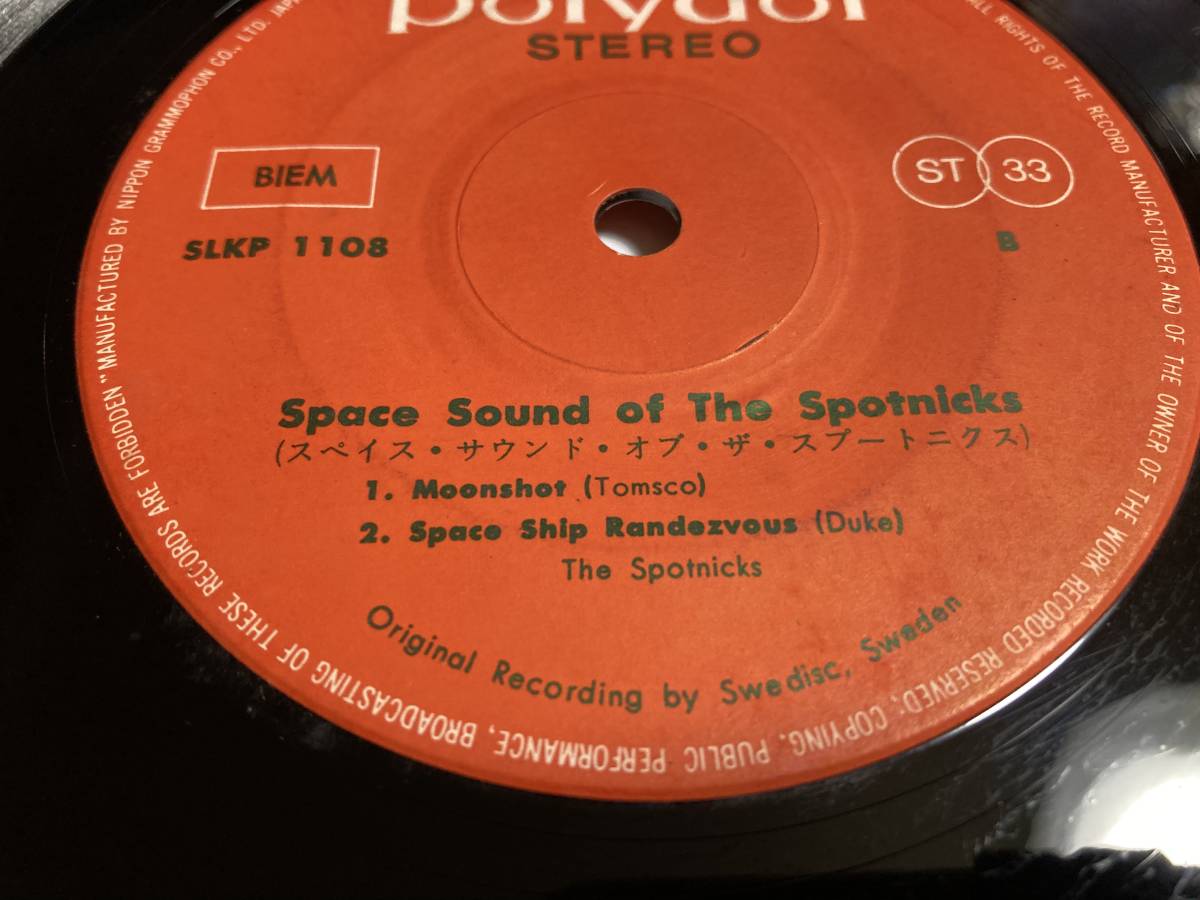 polydor
STEREO
BIEM
ST 33
SLKP 1108
B
Space Sound of The Spotnicks
(スペイス・サウンド・オブ・ザ・スプートニクス)
1. Moonshot (Tomsco)
2. Space Ship Randezvous (Duke)
The Spotnicks
Original Recording by Swedisc, Sweden
ALL RIGHTS OF THE RECORD MANUFACTURER AND OF THE OWNER OF THE WORK RECORDED RESERVED. COPYING, PUBLIC PERFORMANCE, BROADCASTING OF THESE RECORDS ARE FORBIDDEN "MANUFACTURED BY NIPPON GRAMMOPHON CO., LTD. JAPA